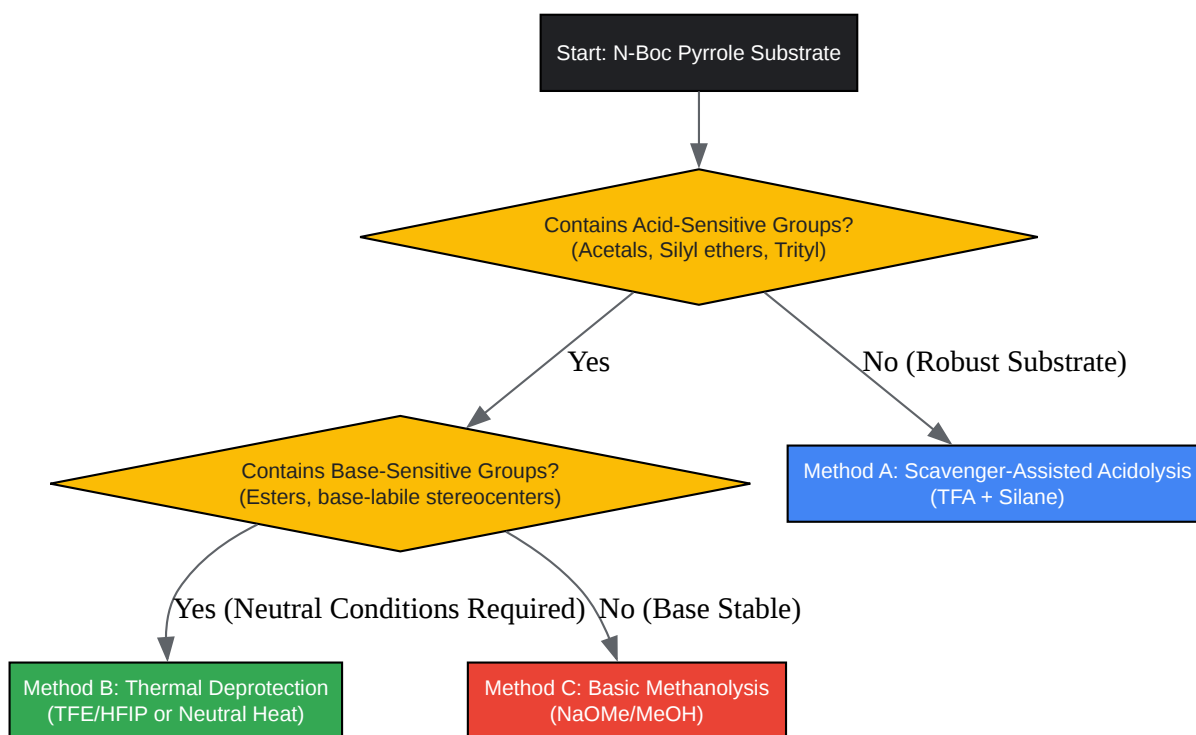 Start: N-Boc Pyrrole Substrate
Contains Acid-Sensitive Groups?
(Acetals, Silyl ethers, Trityl)
Yes
No (Robust Substrate)
Contains Base-Sensitive Groups?
(Esters, base-labile stereocenters)
Method A: Scavenger-Assisted Acidolysis
(TFA + Silane)
Yes (Neutral Conditions Required)
No (Base Stable)
Method B: Thermal Deprotection
(TFE/HFIP or Neutral Heat)
Method C: Basic Methanolysis
(NaOMe/MeOH)